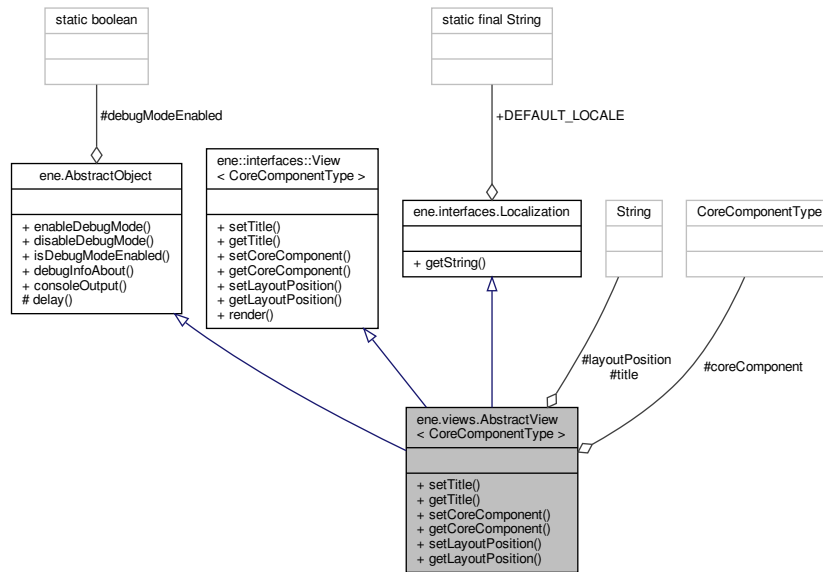 static boolean
static final String
#debugModeEnabled
+DEFAULT_LOCALE
ene.AbstractObject
+ enableDebugMode()
+ disableDebugMode()
+ isDebugModeEnabled()
+ debugInfoAbout()
+ consoleOutput()
# delay()
ene::interfaces::View
< CoreComponentType >
+ setTitle()
+ getTitle()
+ setCoreComponent()
+ getCoreComponent()
+ setLayoutPosition()
+ getLayoutPosition()
+ render()
ene.interfaces.Localization
+ getString()
String
CoreComponentType
#layoutPosition
#title
#coreComponent
ene.views.AbstractView
< CoreComponentType >
+ setTitle()
+ getTitle()
+ setCoreComponent()
+ getCoreComponent()
+ setLayoutPosition()
+ getLayoutPosition()